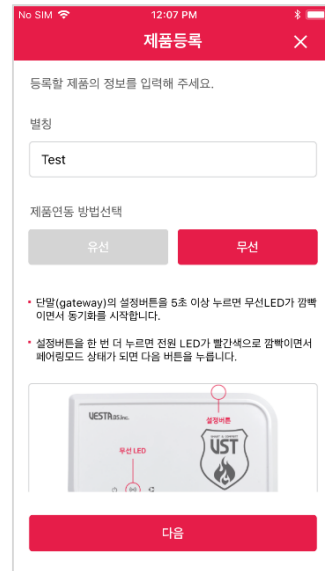 No SIM 12:07 PM
제품등록
등록할 제품의 정보를 입력해 주세요.
별칭
Test
제품연동 방법선택
유선 무선
단말(gateway)의 설정버튼을 5초 이상 누르면 무선LED가 깜빡
이면서 동기화를 시작합니다.
설정버튼을 한 번 더 누르면 전원 LED가 빨간색으로 깜빡이면서
페어링모드 상태가 되면 다음 버튼을 누릅니다.
VESTAas.inc.
설정버튼
무선 LED
VST
다음